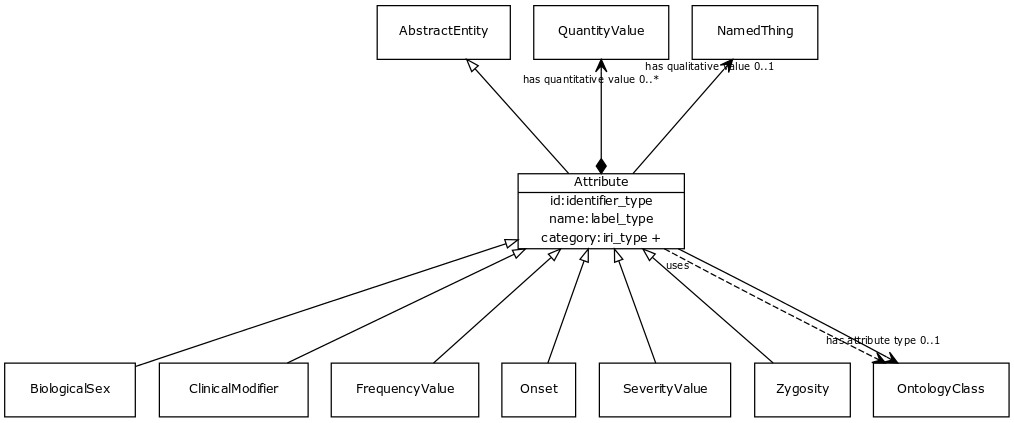 AbstractEntity
QuantityValue
NamedThing
has qualitative value 0..1
has quantitative value 0..*
Attribute
id:identifier_type
name:label_type
category:iri_type +
uses
has attribute type 0..1
BiologicalSex
ClinicalModifier
FrequencyValue
Onset
SeverityValue
Zygosity
OntologyClass